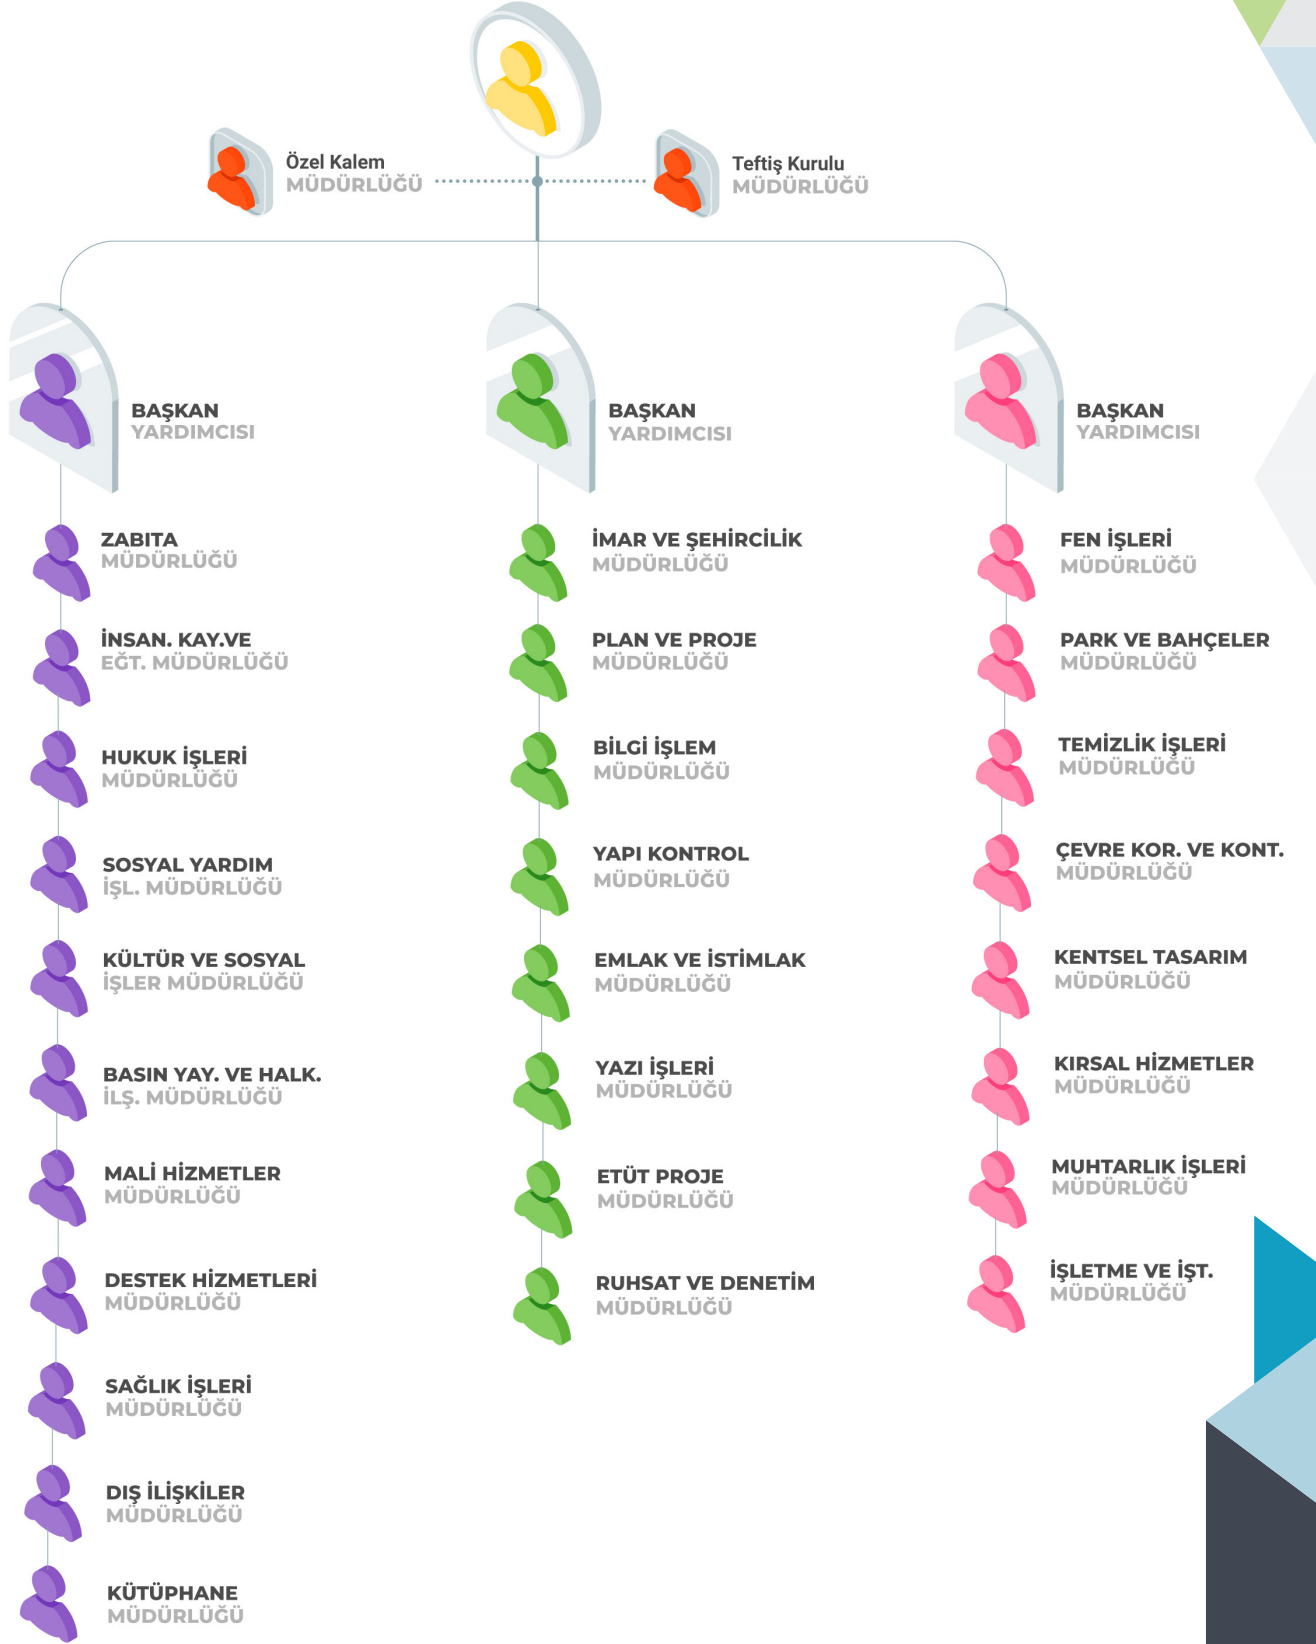 Özel Kalem
MÜDÜRLÜĞÜ
Teftiş Kurulu
MÜDÜRLÜĞÜ
BAŞKAN
YARDIMCISI
ZABITA
MÜDÜRLÜĞÜ
İNSAN. KAY.VE
EĞT. MÜDÜRLÜĞÜ
HUKUK İŞLERİ
MÜDÜRLÜĞÜ
SOSYAL YARDIM
İŞL. MÜDÜRLÜĞÜ
KÜLTÜR VE SOSYAL
İŞLER MÜDÜRLÜĞÜ
BASIN YAY. VE HALK.
İLŞ. MÜDÜRLÜĞÜ
MALİ HİZMETLER
MÜDÜRLÜĞÜ
DESTEK HİZMETLERİ
MÜDÜRLÜĞÜ
SAĞLIK İŞLERİ
MÜDÜRLÜĞÜ
DIŞ İLİŞKİLER
MÜDÜRLÜĞÜ
KÜTÜPHANE
MÜDÜRLÜĞÜ
BAŞKAN
YARDIMCISI
İMAR VE ŞEHİRCİLİK
MÜDÜRLÜĞÜ
PLAN VE PROJE
MÜDÜRLÜĞÜ
BİLGİ İŞLEM
MÜDÜRLÜĞÜ
YAPI KONTROL
MÜDÜRLÜĞÜ
EMLAK VE İSTİMLAK
MÜDÜRLÜĞÜ
YAZI İŞLERİ
MÜDÜRLÜĞÜ
ETÜT PROJE
MÜDÜRLÜĞÜ
RUHSAT VE DENETİM
MÜDÜRLÜĞÜ
BAŞKAN
YARDIMCISI
FEN İŞLERİ
MÜDÜRLÜĞÜ
PARK VE BAHÇELER
MÜDÜRLÜĞÜ
TEMİZLİK İŞLERİ
MÜDÜRLÜĞÜ
ÇEVRE KOR. VE KONT.
MÜDÜRLÜĞÜ
KENTSEL TASARIM
MÜDÜRLÜĞÜ
KIRSAL HİZMETLER
MÜDÜRLÜĞÜ
MUHTARLIK İŞLERİ
MÜDÜRLÜĞÜ
İŞLETME VE İŞT.
MÜDÜRLÜĞÜ